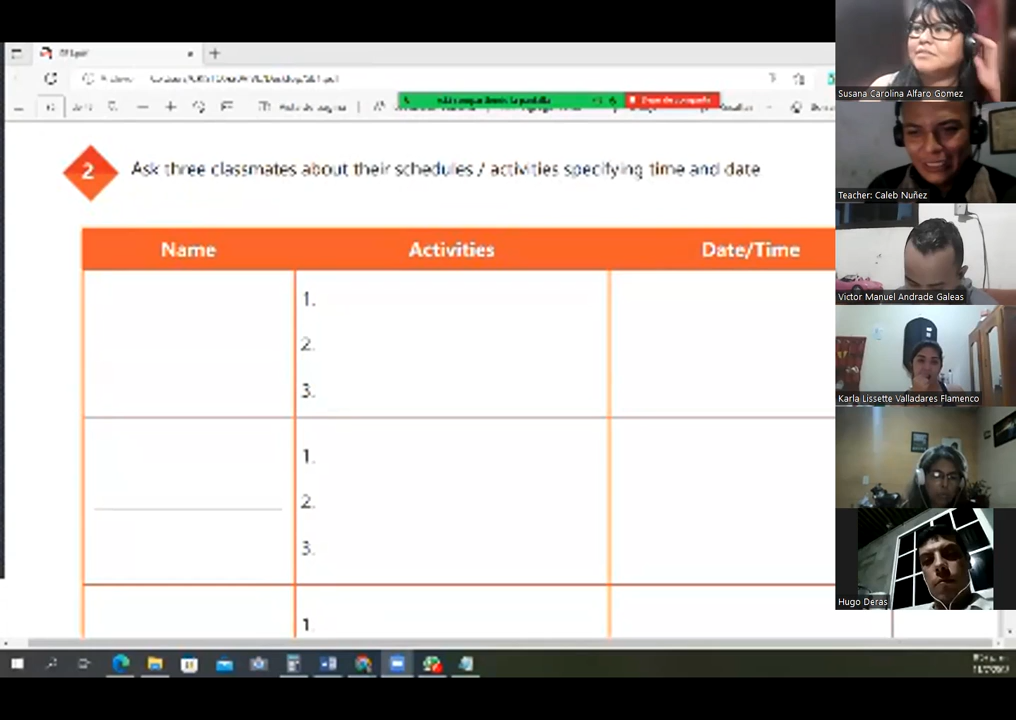 Susana Carolina Alfaro Gomez
2
Ask three classmates about their schedules / activities specifying time and date
Teacher: Caleb Nuñez
Name
Activities
Date/Time
1.
2.
3.
Victor Manuel Andrade Galeas
Karla Lissette Valladares Flamenco
1.
2.
3.
Hugo Deras
1.